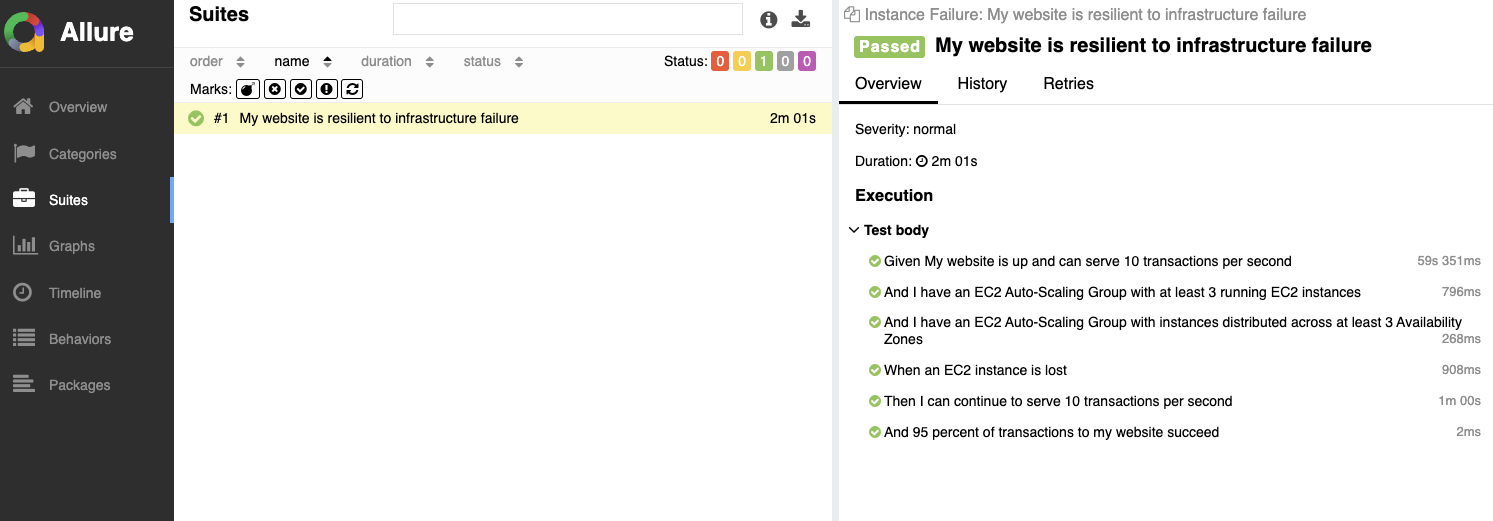 Allure
Overview
Categories
Suites
Graphs
Timeline
Behaviors
Packages
Suites
order name duration status Status: 0 0 1 0 0
Marks:
#1 My website is resilient to infrastructure failure 2m 01s
Instance Failure: My website is resilient to infrastructure failure
Passed My website is resilient to infrastructure failure
Overview History Retries
Severity: normal
Duration: 2m 01s
Execution
Test body
Given My website is up and can serve 10 transactions per second 59s 351ms
And I have an EC2 Auto-Scaling Group with at least 3 running EC2 instances 796ms
And I have an EC2 Auto-Scaling Group with instances distributed across at least 3 Availability
Zones 268ms
When an EC2 instance is lost 908ms
Then I can continue to serve 10 transactions per second 1m 00s
And 95 percent of transactions to my website succeed 2ms